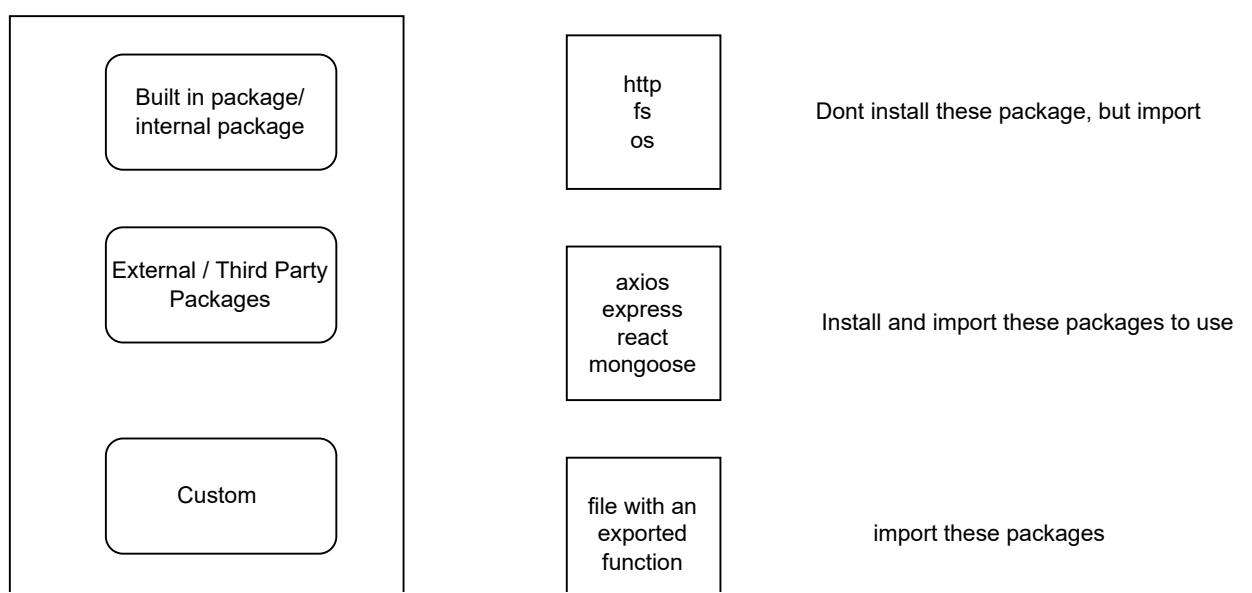 Built in package/
internal package
http
fs
os
Dont install these package, but import
External / Third Party
Packages
axios
express
react
mongoose
Install and import these packages to use
Custom
file with an
exported
function
import these packages